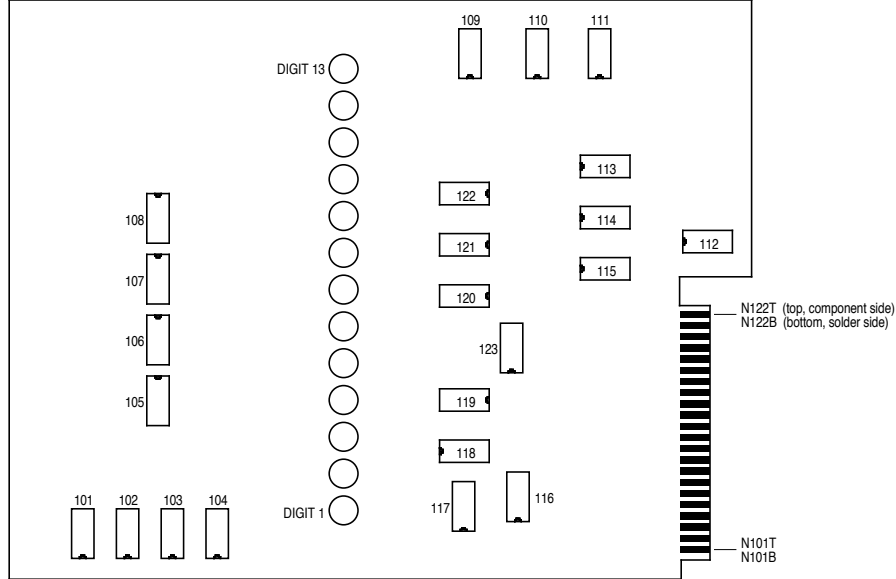 109 110 111
DIGIT 13
113
122
108
114
112
121
107
115
120
N122T (top, component side)
N122B (bottom, solder side)
106
123
105
119
118
101 102 103 104
DIGIT 1
117
116
N101T
N101B